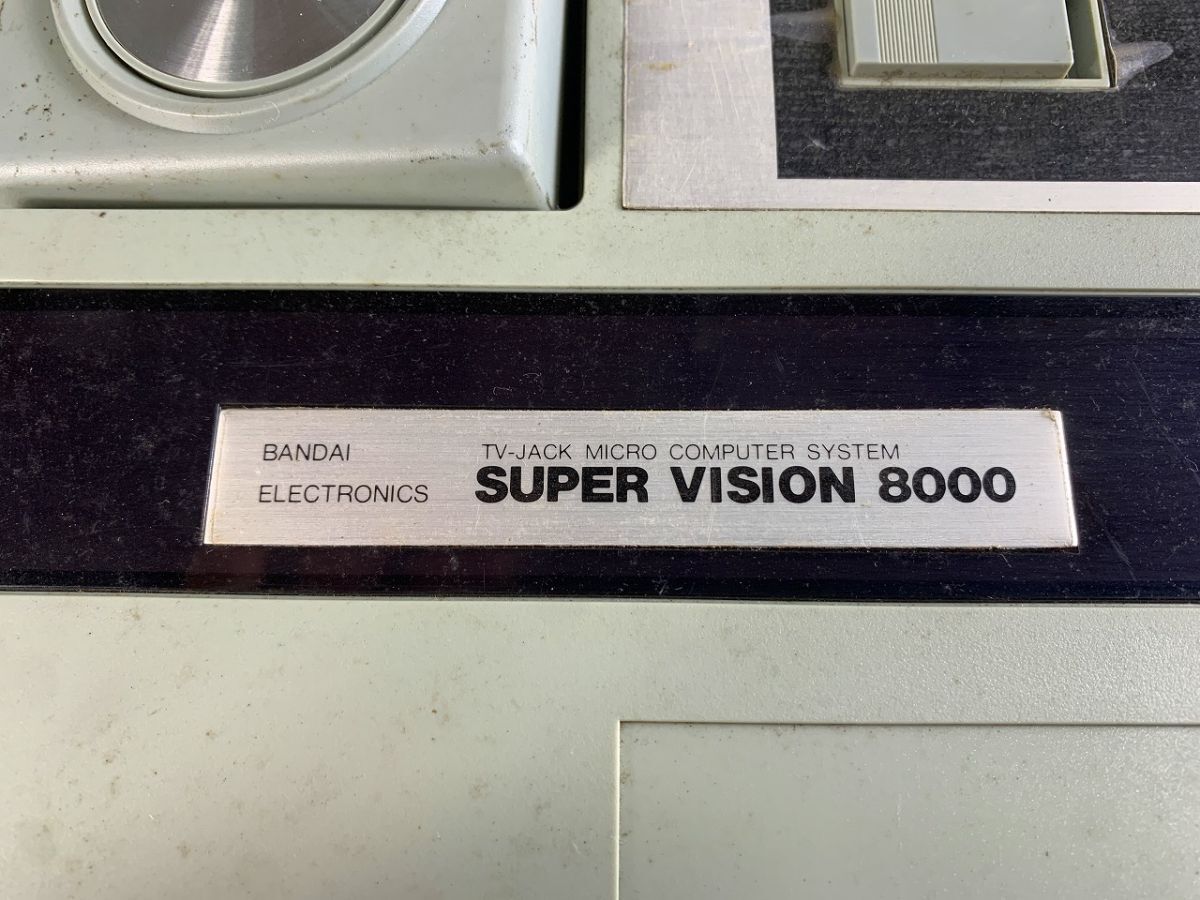 BANDAI
ELECTRONICS
TV-JACK MICRO COMPUTER SYSTEM
SUPER VISION 8000